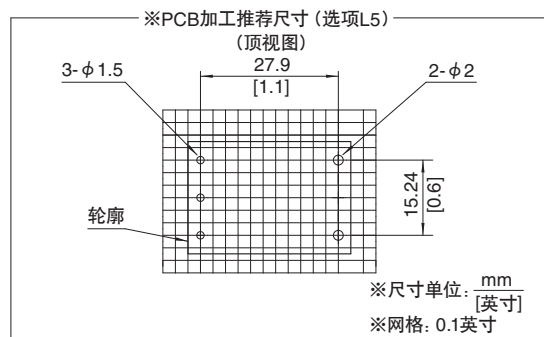 ※PCB加工推荐尺寸(选项L5)
(顶视图)
3-φ1.5
27.9
[1.1]
2-φ2
15.24
[0.6]
轮廓
※尺寸单位: mm
[英寸]
※网格: 0.1英寸